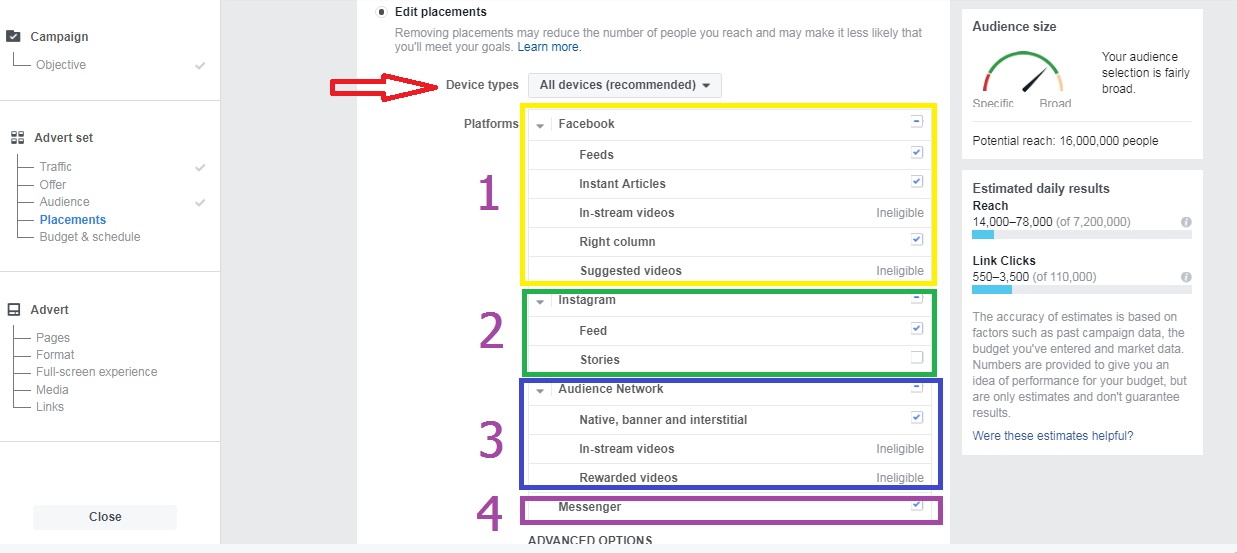 Campaign
Objective
Advert set
Traffic
Offer
Audience
Placements
Budget & schedule
Advert
Pages
Format
Full-screen experience
Media
Links
Close
Edit placements
Removing placements may reduce the number of people you reach and may make it less likely that
you'll meet your goals. Learn more.
Device types All devices (recommended)
Platforms
1
Facebook
Feeds
Instant Articles
In-stream videos Ineligible
Right column
Suggested videos Ineligible
2
Instagram
Feed
Stories
3
Audience Network
Native, banner and interstitial
In-stream videos Ineligible
Rewarded videos Ineligible
4
Messenger
ADVANCED OPTIONS
Audience size
Specific Broad
Your audience
selection is fairly
broad.
Potential reach: 16,000,000 people
Estimated daily results
Reach
14,000–78,000 (of 7,200,000)
Link Clicks
550–3,500 (of 110,000)
The accuracy of estimates is based on
factors such as past campaign data, the
budget you've entered and market data.
Numbers are provided to give you an
idea of performance for your budget, but
are only estimates and don't guarantee
results.
Were these estimates helpful?